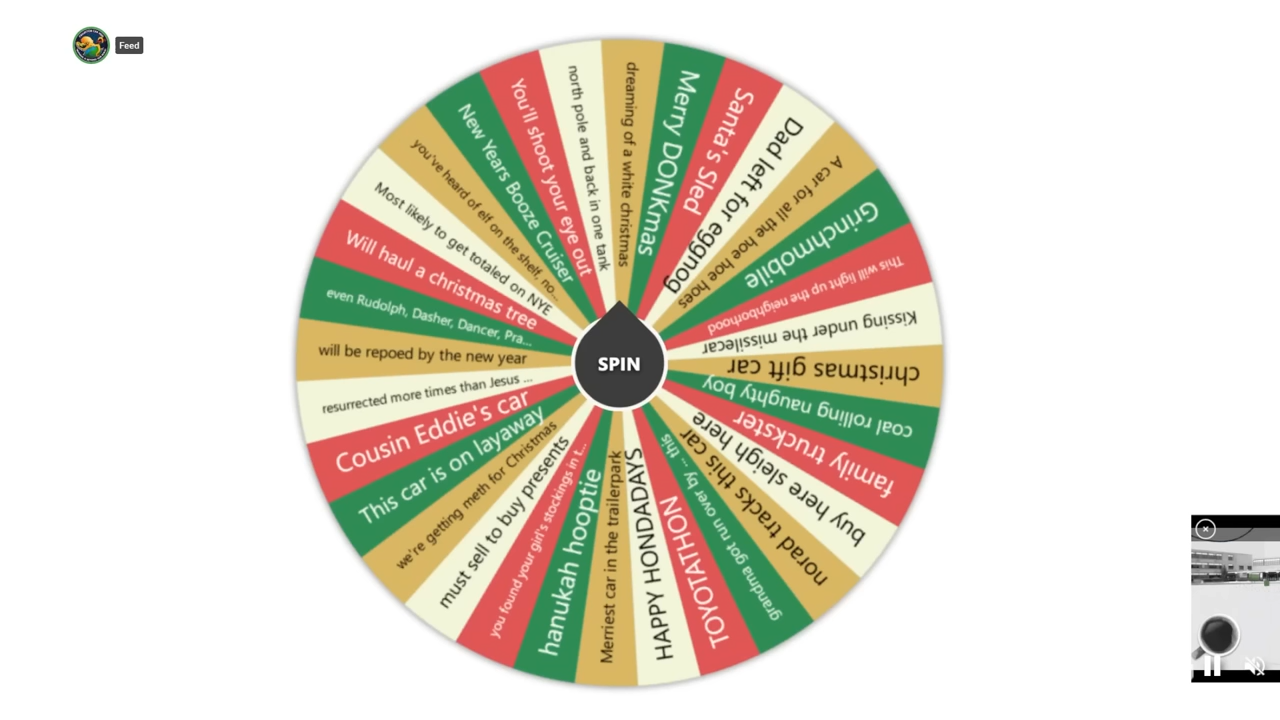 Feed
dreaming of a white christmas
Merry DONKmas
Santa's Sled
Dad left for eggnog
A car for all the hoe hoe hoes
Grinchmobile
This will light up the neighborhood
Kissing under the missilecar
christmas gift car
coal rolling naughty boy
family truckster
buy here sleigh here
norad tracks this car
grandma got run over by this ...
TOYOTATHON
HAPPY HONDADAYS
Merriest car in the trailerpark
hanukah hooptie
you found your girl's stockings in t...
must sell to buy presents
we're getting meth for Christmas
This car is on layaway
Cousin Eddie's car
resurrected more times than Jesus ...
will be repoed by the new year
even Rudolph, Dasher, Dancer, Pra...
Will haul a christmas tree
Most likely to get totaled on NYE
you've heard of elf on the shelf, no...
New Years Booze Cruiser
You'll shoot your eye out
north pole and back in one tank
SPIN